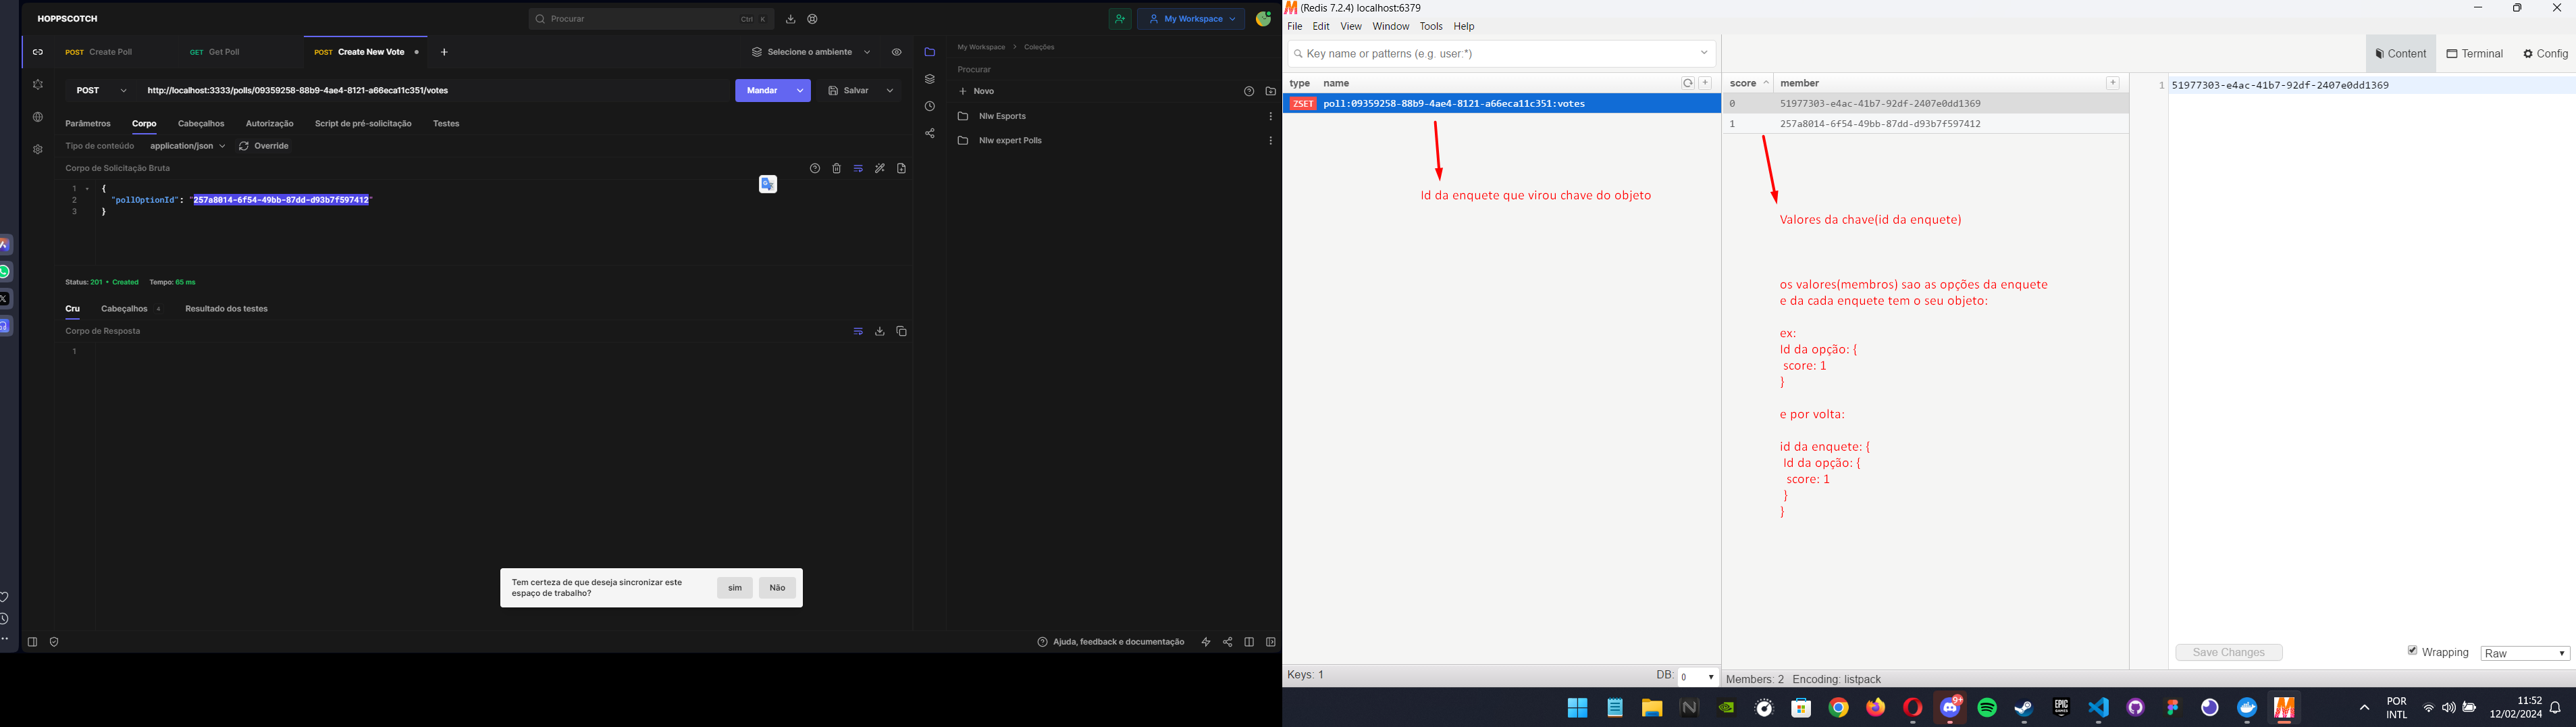 HOPPSCOTCH
Procurar
Ctrl K
My Workspace
POST Create Poll
GET Get Poll
POST Create New Vote
Selecione o ambiente
POST
http://localhost:3333/polls/09359258-88b9-4ae4-8121-a66eca11c351/votes
Mandar
Salvar
Parâmetros
Corpo
Cabeçalhos
Autorização
Script de pré-solicitação
Testes
Tipo de conteúdo
application/json
Override
Corpo de Solicitação Bruta
1 {
2 "pollOptionId": "257a8014-6f54-49bb-87dd-d93b7f597412"
3 }
Status: 201 • Created Tempo: 65 ms
Cru
Cabeçalhos
Resultado dos testes
Corpo de Resposta
1
My Workspace > Coleções
Procurar
Novo
Nlw Esports
Nlw expert Polls
Tem certeza de que deseja sincronizar este
espaço de trabalho?
sim
Não
Ajuda, feedback e documentação
(Redis 7.2.4) localhost:6379
File Edit View Window Tools Help
Key name or patterns (e.g. user:*)
Content
Terminal
Config
type name
ZSET poll:09359258-88b9-4ae4-8121-a66eca11c351:votes
score member
0 51977303-e4ac-41b7-92df-2407e0dd1369
1 257a8014-6f54-49bb-87dd-d93b7f597412
1 51977303-e4ac-41b7-92df-2407e0dd1369
Id da enquete que virou chave do objeto
Valores da chave(id da enquete)
os valores(membros) sao as opções da enquete
e da cada enquete tem o seu objeto:
ex:
Id da opção: {
score: 1
}
e por volta:
id da enquete: {
Id da opção: {
score: 1
}
}
Save Changes
Wrapping
Raw
Keys: 1
DB: 0
Members: 2 Encoding: listpack
9+
EPIC GAMES
POR
INTL
11:52
12/02/2024